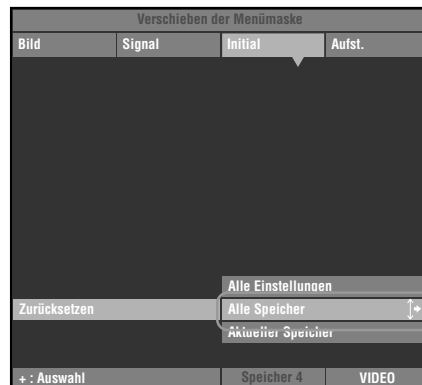 Verschieben der Menümaske
Bild Signal Initial Aufst.
Alle Einstellungen
Zurücksetzen Alle Speicher
Aktueller Speicher
+ : Auswahl Speicher 4 VIDEO